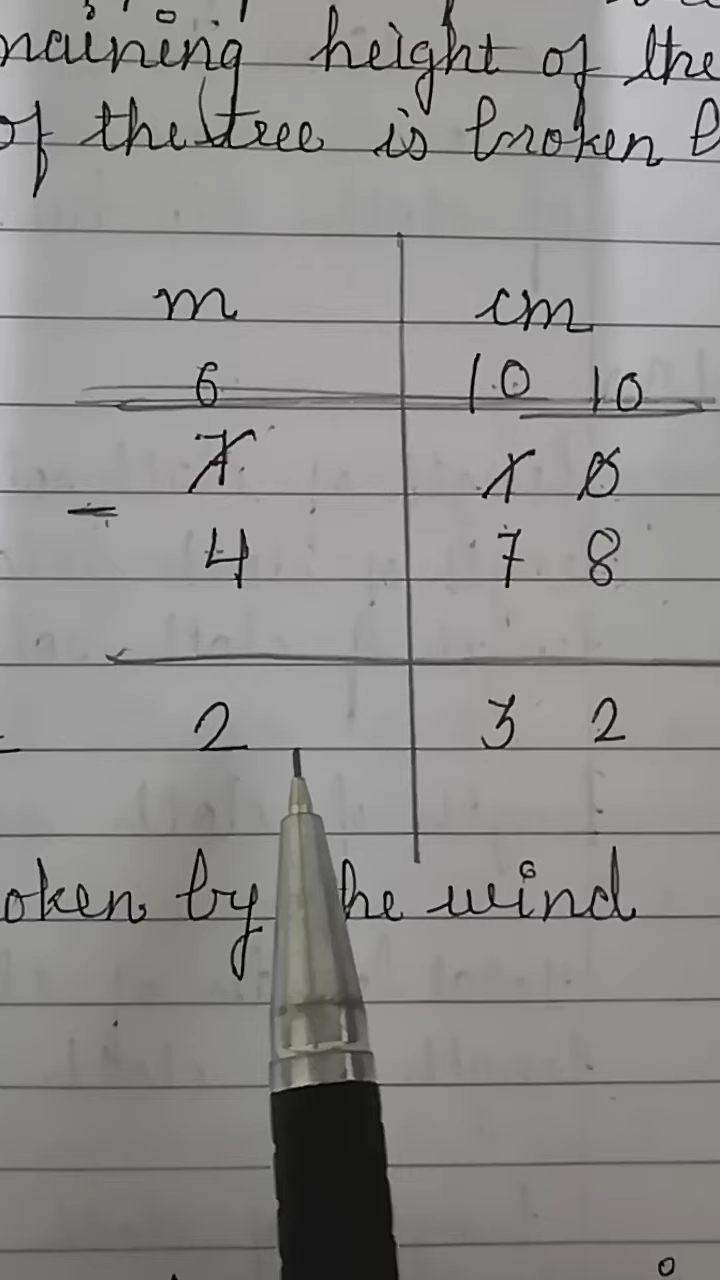 height of the
of the tree is broken
m cm
6 10 10
7 1 0
- 4 7 8
2 3 2
by the wind